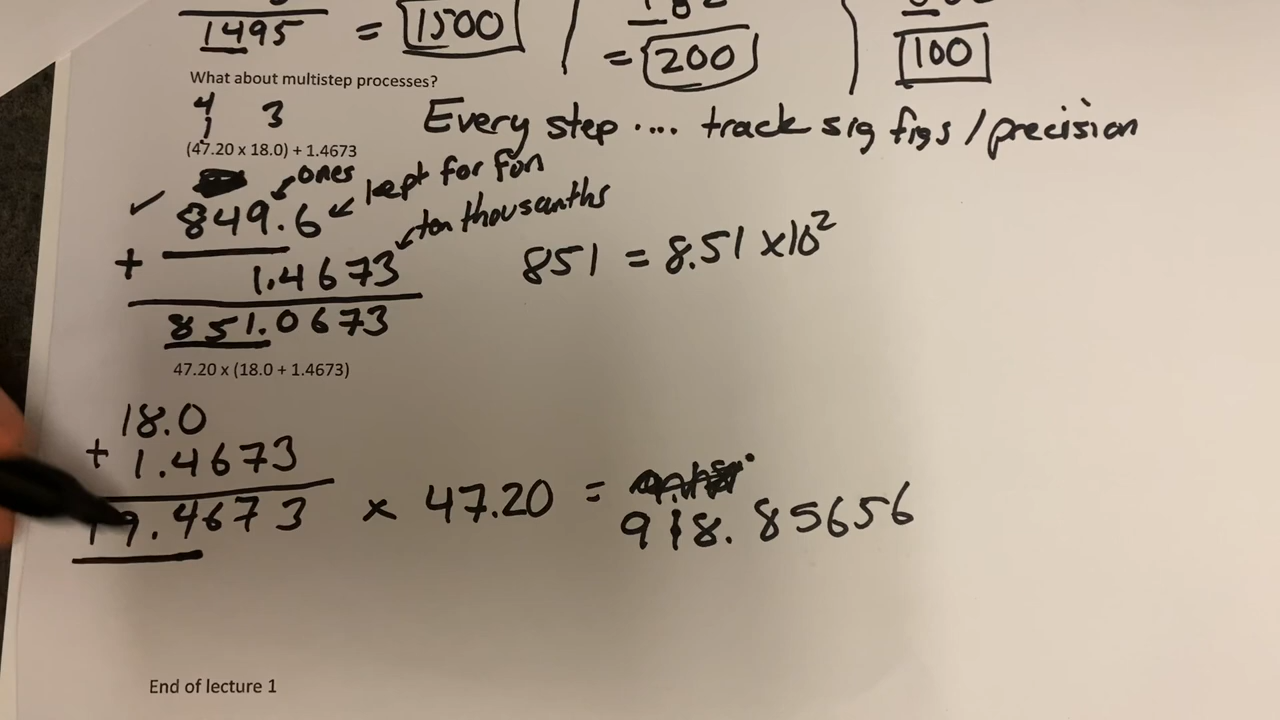 1495 = 1500
= 200
100
What about multistep processes?
4 3
Every step .... track sig figs / precision
(47.20 x 18.0) + 1.4673
ones
849.6 kept for fun
ten thousanths
+ 1.4673
851 = 8.51 x10²
851.0673
47.20 x (18.0 + 1.4673)
18.0
+ 1.4673
19.4673 x 47.20 =
918.85656
End of lecture 1